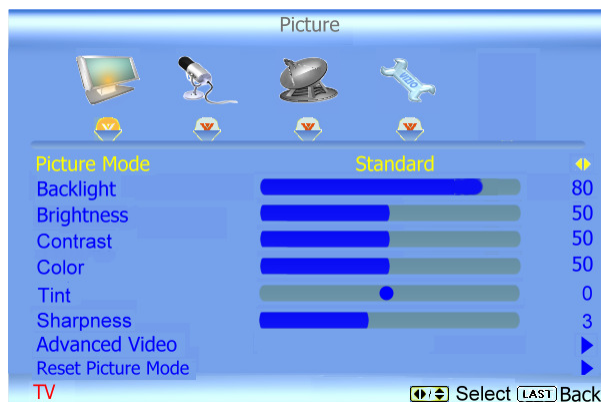 Picture
VIZIO
Picture Mode Standard
Backlight 80
Brightness 50
Contrast 50
Color 50
Tint 0
Sharpness 3
Advanced Video
Reset Picture Mode
TV Select LAST Back